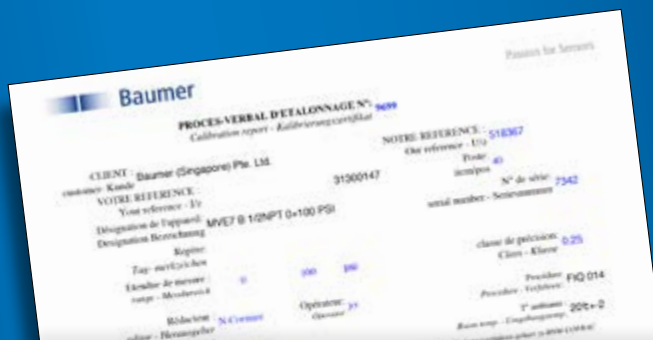 Baumer
Passion for Sensors
PROCES-VERBAL D'ETALONNAGE N°: 9699
Calibration report - Kalibrierungszertifikat
CLIENT : Baumer (Singapore) Pte. Ltd.
customer- Kunde
NOTRE REFERENCE : 518367
Our reference - U/z
VOTRE REFERENCE : 31300147
Your reference - I/z
Poste: 40
item/pos
Désignation de l'appareil: MVE7 B 1/2NPT 0+100 PSI
Designation Bezeichnung
N° de série: 7342
serial number - Seriennummer
Repère:
Tag-
Etendue de mesure : 0 100 psi
range - Messbereich
classe de précision: 0.25
Class - Klasse
Rédacteur
- Herausgeber
Opérateur:
Operator
Procédure: FIQ 014
Procedure - Verfahren:
T° ambiante : 20°c+-2
Room temp. - Umgebungstemp.